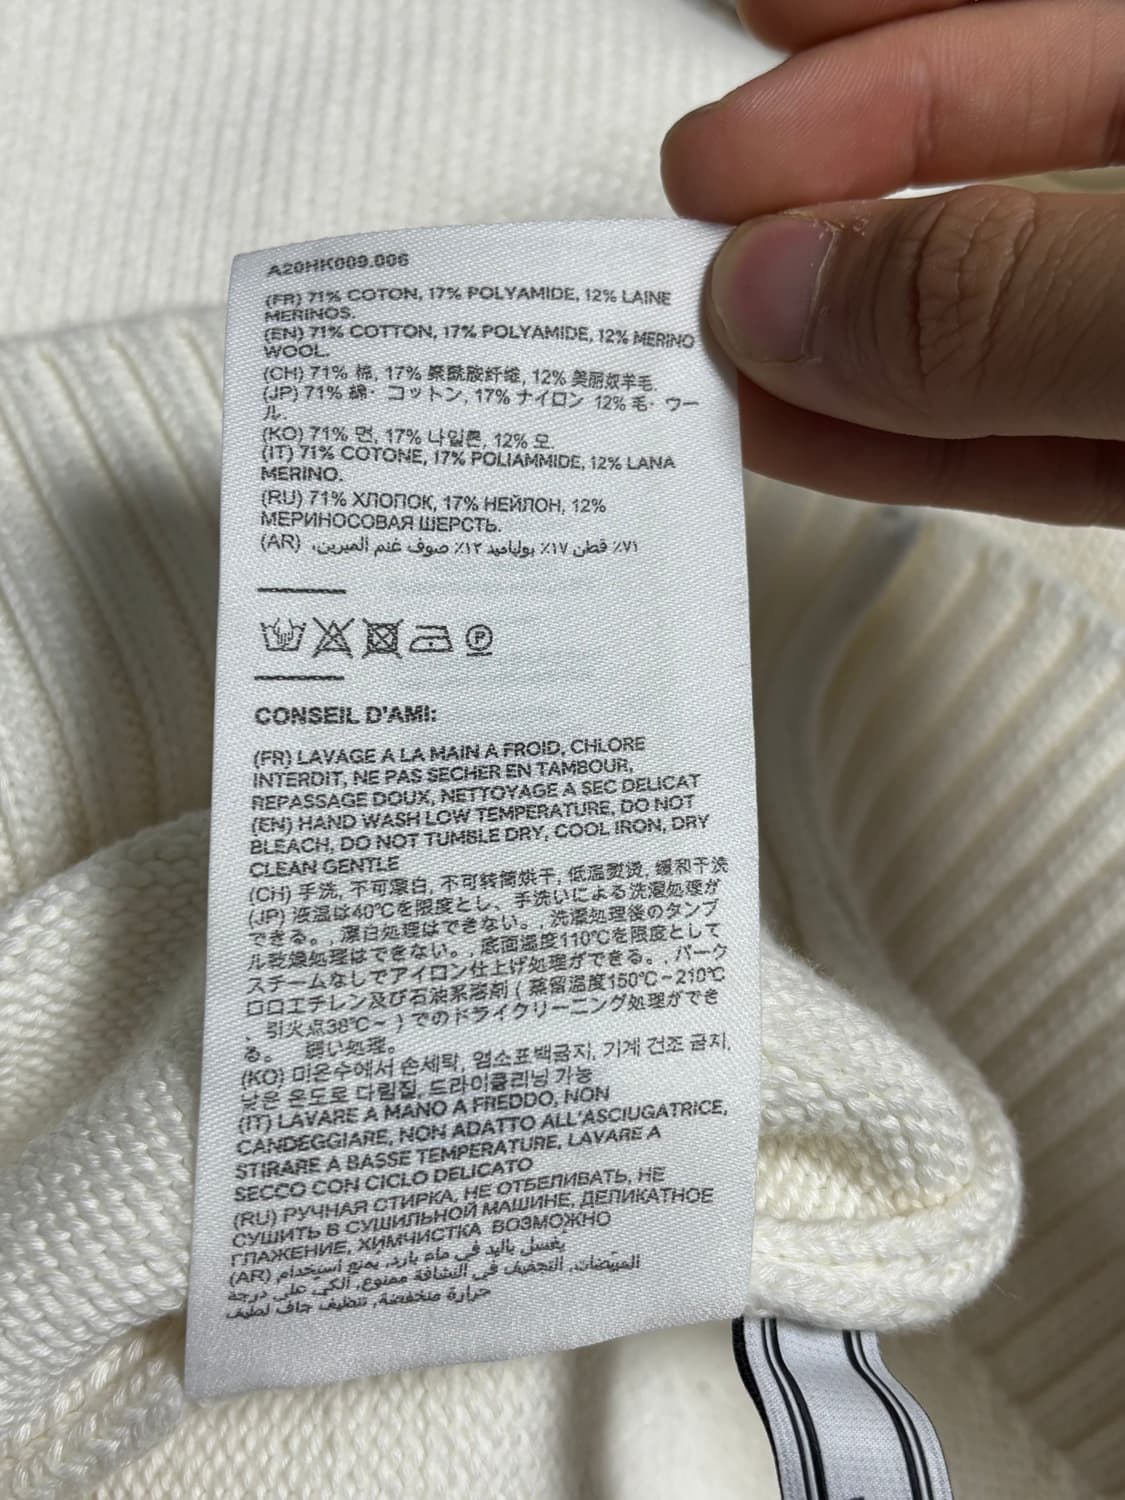 A20HK009.006
(FR) 71% COTON, 17% POLYAMIDE, 12% LAINE
MERINOS.
(EN) 71% COTTON, 17% POLYAMIDE, 12% MERINO
WOOL.
(CH) 71% 棉, 17% 聚酰胺纤维, 12% 美丽奴羊毛.
(JP) 71% 綿・コットン, 17% ナイロン 12% 毛・ウー
ル.
(KO) 71% 면, 17% 나일론, 12% 모.
(IT) 71% COTONE, 17% POLIAMMIDE, 12% LANA
MERINO.
(RU) 71% ХЛОПОК, 17% НЕЙЛОН, 12%
МЕРИНОСОВАЯ ШЕРСТЬ.
(AR) ٧١٪ قطن ١٧٪ بولياميد ١٢٪ صوف غنم الميرين،
P
CONSEIL D'AMI:
(FR) LAVAGE A LA MAIN A FROID, CHLORE
INTERDIT, NE PAS SECHER EN TAMBOUR,
REPASSAGE DOUX, NETTOYAGE A SEC DELICAT
(EN) HAND WASH LOW TEMPERATURE, DO NOT
BLEACH, DO NOT TUMBLE DRY, COOL IRON, DRY
CLEAN GENTLE
(CH) 手洗, 不可漂白, 不可转筒烘干, 低温熨烫, 缓和干洗
(JP) 液温は40℃を限度とし、手洗いによる洗濯処理が
できる。, 漂白処理はできない。, 洗濯処理後のタンブ
ル乾燥処理はできない。, 底面温度110℃を限度として
スチームなしでアイロン仕上げ処理ができる。, パーク
ロロエチレン及び石油系溶剤 ( 蒸留温度150℃~210℃
、引火点38℃~ ) でのドライクリーニング処理ができ
る。 弱い処理。
(KO) 미온수에서 손세탁, 염소표백금지, 기계 건조 금지,
낮은 온도로 다림질, 드라이클리닝 가능
(IT) LAVARE A MANO A FREDDO, NON
CANDEGGIARE, NON ADATTO ALL'ASCIUGATRICE,
STIRARE A BASSE TEMPERATURE, LAVARE A
SECCO CON CICLO DELICATO
(RU) РУЧНАЯ СТИРКА, НЕ ОТБЕЛИВАТЬ, НЕ
СУШИТЬ В СУШИЛЬНОЙ МАШИНЕ, ДЕЛИКАТНОЕ
ГЛАЖЕНИЕ, ХИМЧИСТКА ВОЗМОЖНО
(AR) يغسل باليد في ماء بارد، يمنع استخدام
المبيّضات، التجفيف في النشافة ممنوع، الكي على درجة
حرارة منخفضة، تنظيف جاف لطيف